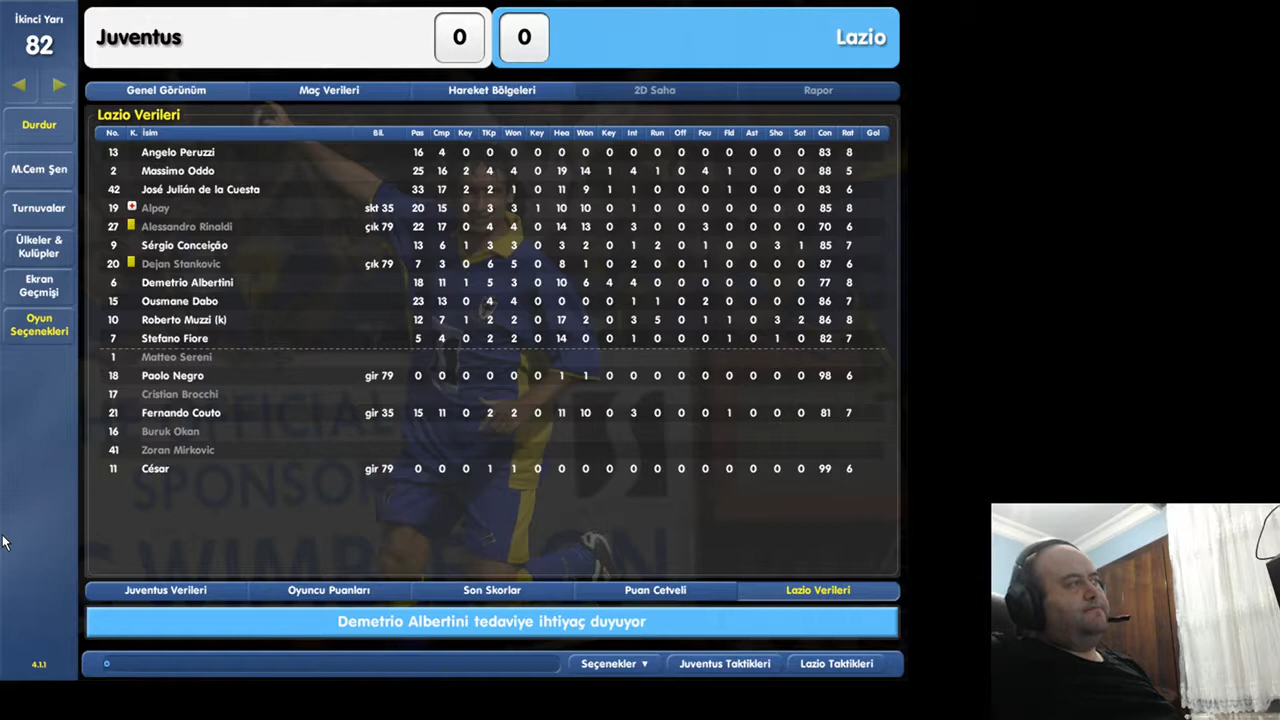 İkinci Yarı
82
Juventus 0 0 Lazio
Genel Görünüm Maç Verileri Hareket Bölgeleri 2D Saha Rapor
Durdur
M.Cem Şen
Turnuvalar
Ülkeler & Kulüpler
Ekran Geçmişi
Oyun Seçenekleri
4.1.1
Lazio Verileri
No. K. İsim Bil. Pas Cmp Key TKp Won Key Hea Won Key Int Run Off Fou Fld Ast Sho Sot Con Rat Gol
13 Angelo Peruzzi 16 4 0 0 0 0 0 0 0 0 0 0 0 0 0 0 0 83 8
2 Massimo Oddo 25 16 2 4 4 0 19 14 1 4 1 0 4 1 0 0 0 88 5
42 José Julián de la Cuesta 33 17 2 2 1 0 11 9 1 1 0 0 0 1 0 0 0 83 6
19 Alpay skt 35 20 15 0 3 3 1 10 10 0 1 0 0 0 0 0 0 0 85 8
27 Alessandro Rinaldi çık 79 22 17 0 4 4 0 14 13 0 3 0 0 3 0 0 0 0 70 6
9 Sérgio Conceição 13 6 1 3 3 0 3 2 0 1 2 0 1 0 0 3 1 85 7
20 Dejan Stankovic çık 79 7 3 0 6 5 0 8 1 0 2 0 0 1 0 0 0 0 87 6
6 Demetrio Albertini 18 11 1 5 3 0 10 6 4 4 0 0 0 0 0 0 0 77 8
15 Ousmane Dabo 23 13 0 4 4 0 0 0 0 1 1 0 2 0 0 0 0 86 7
10 Roberto Muzzi (k) 12 7 1 2 2 0 17 2 0 3 5 0 1 1 0 3 2 86 8
7 Stefano Fiore 5 4 0 2 2 0 14 0 0 1 0 0 0 1 0 1 0 82 7
1 Matteo Sereni
18 Paolo Negro gir 79 0 0 0 0 0 0 1 1 0 0 0 0 0 0 0 0 0 98 6
17 Cristian Brocchi
21 Fernando Couto gir 35 15 11 0 2 2 0 11 10 0 3 0 0 0 1 0 0 0 81 7
16 Buruk Okan
41 Zoran Mirkovic
11 César gir 79 0 0 0 1 1 0 0 0 0 0 0 0 0 0 0 0 0 99 6
OFFICIAL
SPONSOR
WIMBLEDON
Juventus Verileri Oyuncu Puanları Son Skorlar Puan Cetveli Lazio Verileri
Demetrio Albertini tedaviye ihtiyaç duyuyor
Seçenekler Juventus Taktikleri Lazio Taktikleri